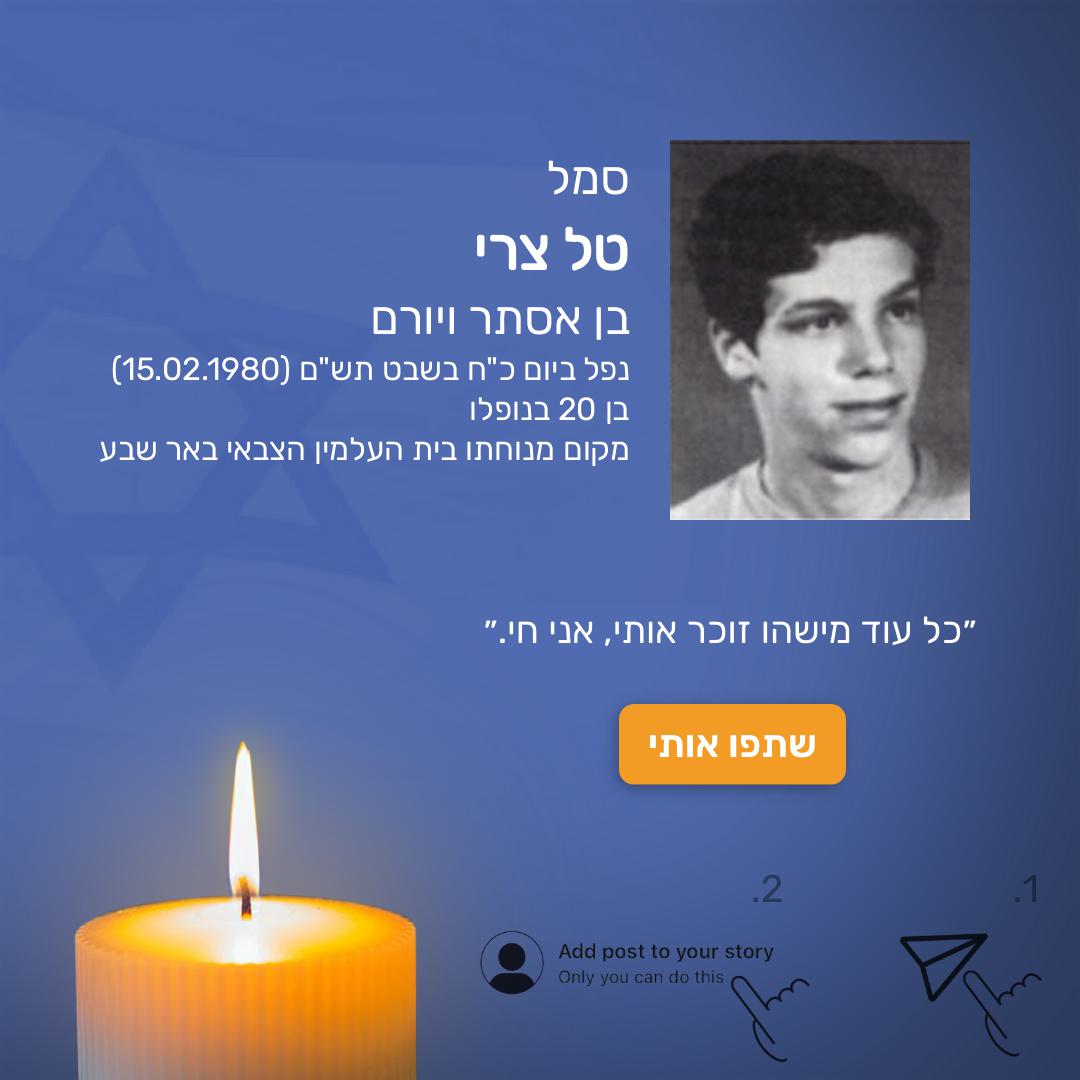 סמל
טל צרי
בן אסתר ויורם
נפל ביום כ"ח בשבט תש"ם (15.02.1980)
בן 20 בנופלו
מקום מנוחתו בית העלמין הצבאי באר שבע
״כל עוד מישהו זוכר אותי, אני חי.״
שתפו אותי
1.
2.
Add post to your story
Only you can do this